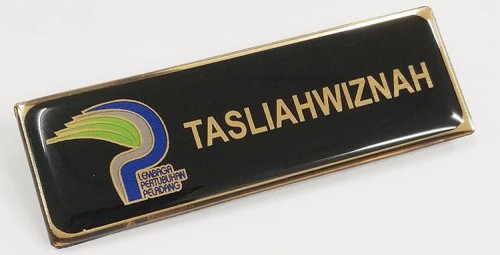 TASLIAHWIZNAH
LEMBAGA
PERTUBUHAN
PELADANG